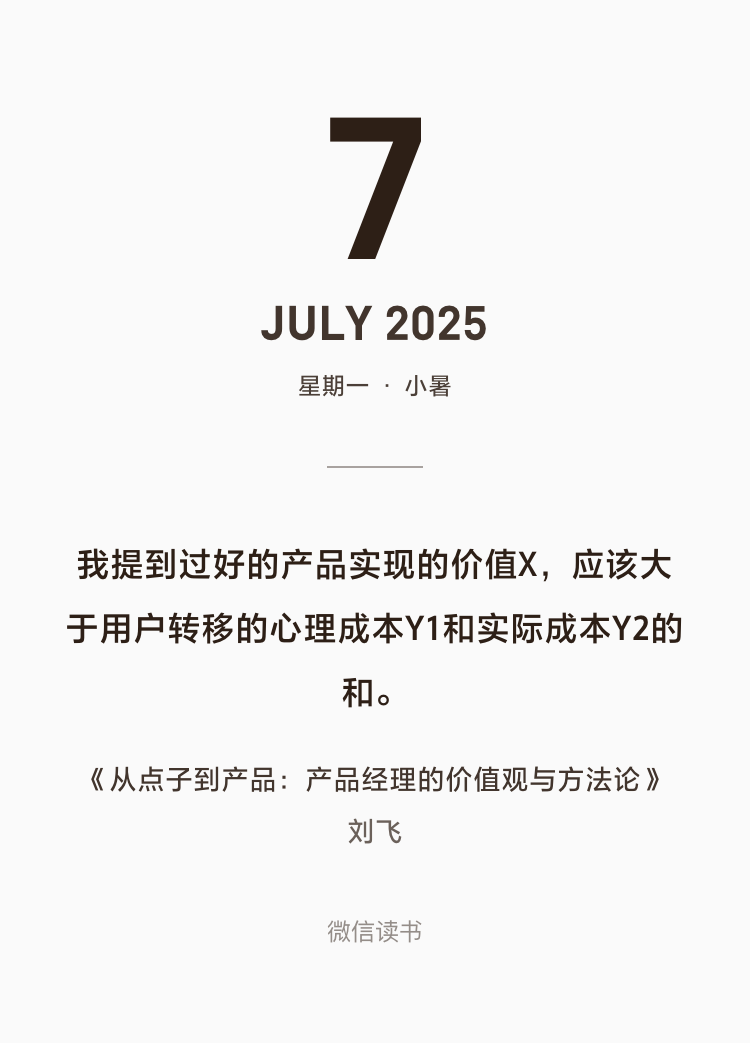 7
JULY 2025
星期一 · 小暑
我提到过好的产品实现的价值X，应该大
于用户转移的心理成本Y1和实际成本Y2的
和。
《从点子到产品：产品经理的价值观与方法论》
刘飞
微信读书